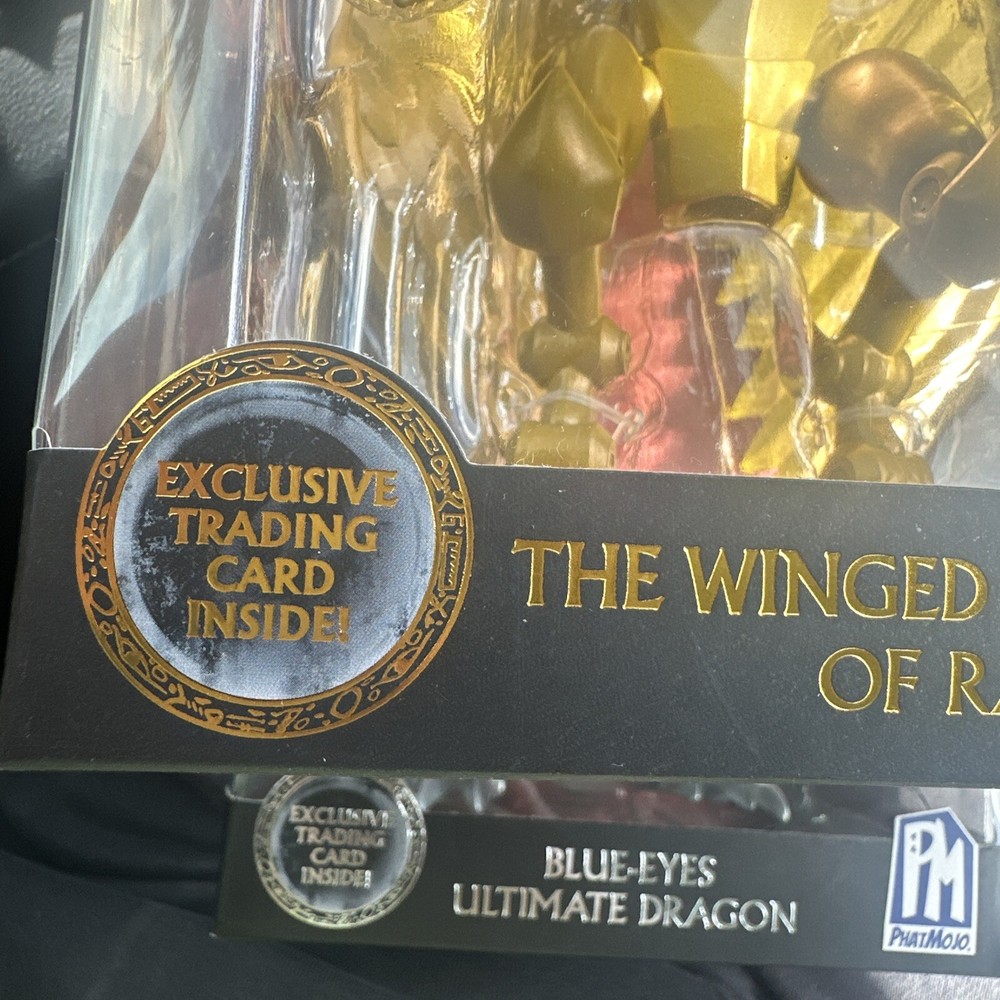 EXCLUSIVE
TRADING
CARD
INSIDE!
THE WINGED
OF RA
EXCLUSIVE
TRADING
CARD
INSIDE!
BLUE-EYES
ULTIMATE DRAGON
PM
PHATMOJO.